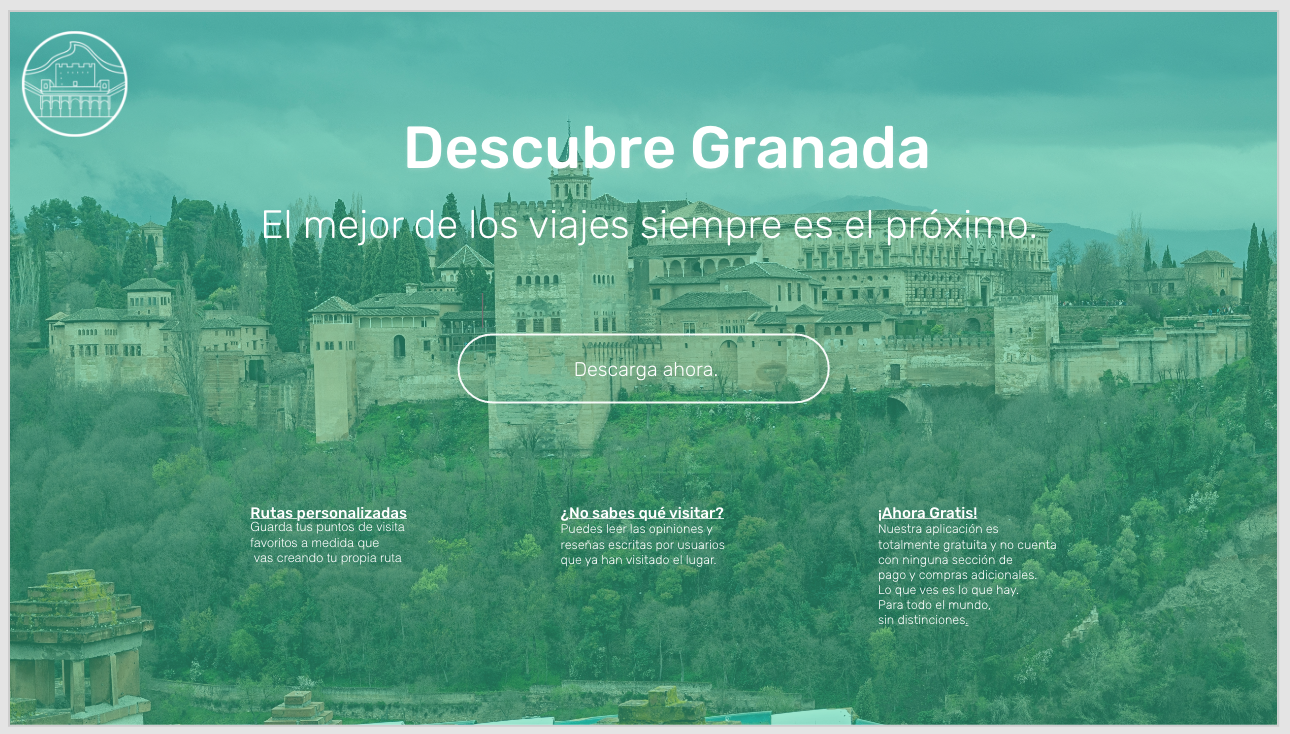 Descubre Granada
El mejor de los viajes siempre es el próximo.
Descarga ahora.
Rutas personalizadas
Guarda tus puntos de visita
favoritos a medida que
vas creando tu propia ruta
¿No sabes qué visitar?
Puedes leer las opiniones y
reseñas escritas por usuarios
que ya han visitado el lugar.
¡Ahora Gratis!
Nuestra aplicación es
totalmente gratuita y no cuenta
con ninguna sección de
pago y compras adicionales.
Lo que ves es lo que hay.
Para todo el mundo,
sin distinciones.